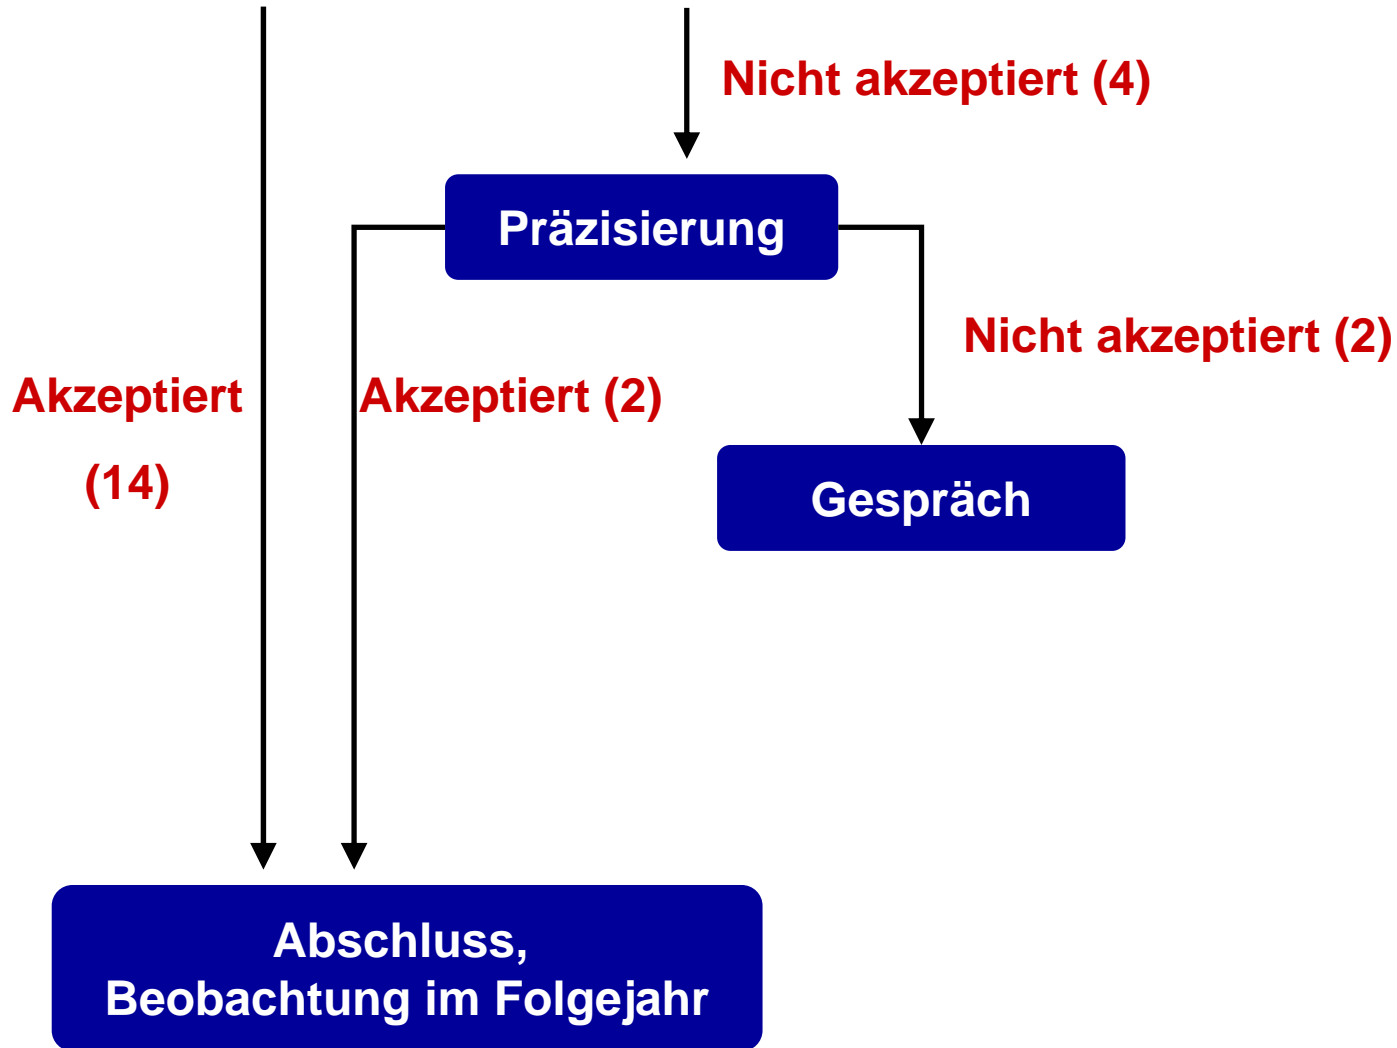 Nicht akzeptiert (4)
Präzisierung
Nicht akzeptiert (2)
Akzeptiert
(14)
Akzeptiert (2)
Gespräch
Abschluss,
Beobachtung im Folgejahr